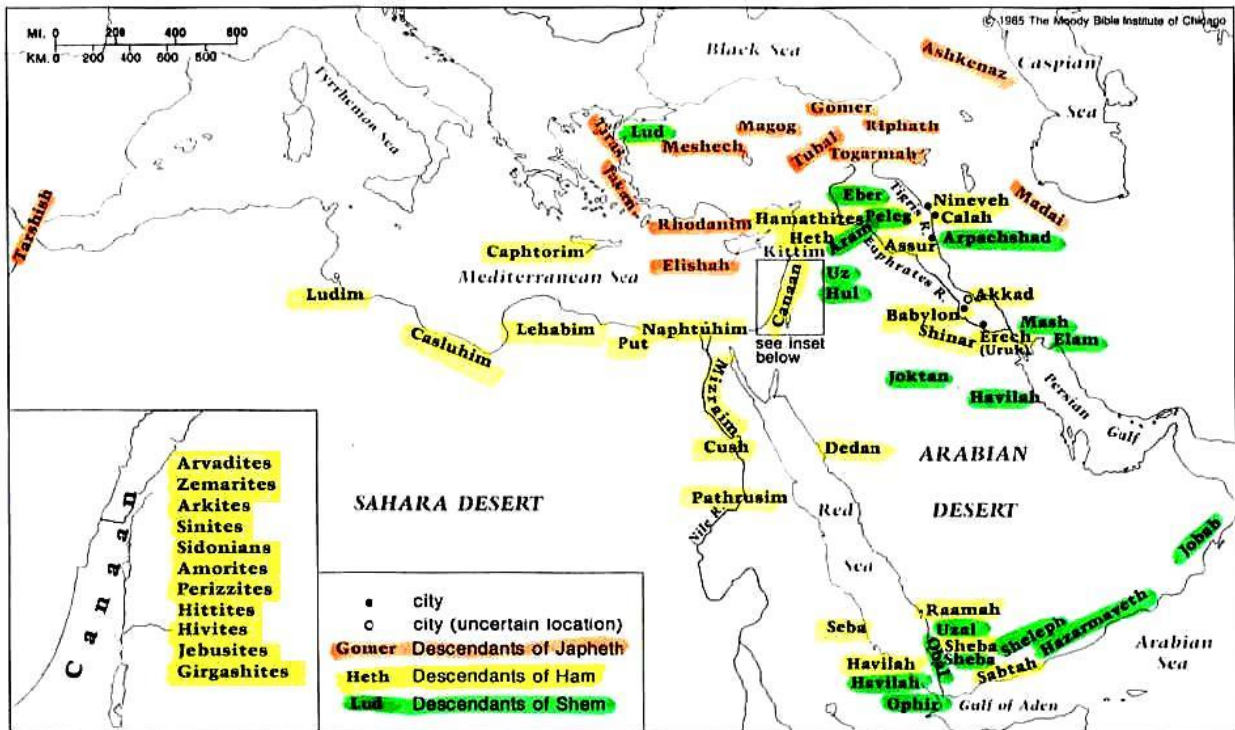 © 1985 The Moody Bible Institute of Chicago
MI. 0 200 400 600
KM. 0 200 400 600 800
Black Sea
Ashkenaz
Caspian
Sea
Tyrrhenian Sea
Gomer
Tiras
Lud
Magog
Riphath
Meshech
Tubal
Togarmah
Tarshish
Javan
Eber
Tigris R.
Nineveh
Madai
Calah
Rhodanim
Hamathites
Peleg
Heth
Aram
Assur
Arpachshad
Caphtorim
Kittim
Mediterranean Sea
Elishah
Uz
Euphrates R.
Ludim
Hul
Canaan
Akkad
Babylon
Lehabim
Naphtuhim
Mash
Casluhim
Put
see inset
below
Shinar
Erech
(Uruk)
Elam
Mizraim
Joktan
Havilah
Persian
Gulf
Cush
Dedan
ARABIAN
DESERT
SAHARA DESERT
Pathrusim
Nile R.
Red
Sea
Jobab
Raamah
Seba
Uzal
Sheba
Sheba
Sheleph
Hazarmaveth
Arabian
Sea
Havilah
Obal
Sabtah
Havilah
Ophir
Gulf of Aden
Canaan
Arvadites
Zemarites
Arkites
Sinites
Sidonians
Amorites
Perizzites
Hittites
Hivites
Jebusites
Girgashites
city
city (uncertain location)
Gomer Descendants of Japheth
Heth Descendants of Ham
Lud Descendants of Shem